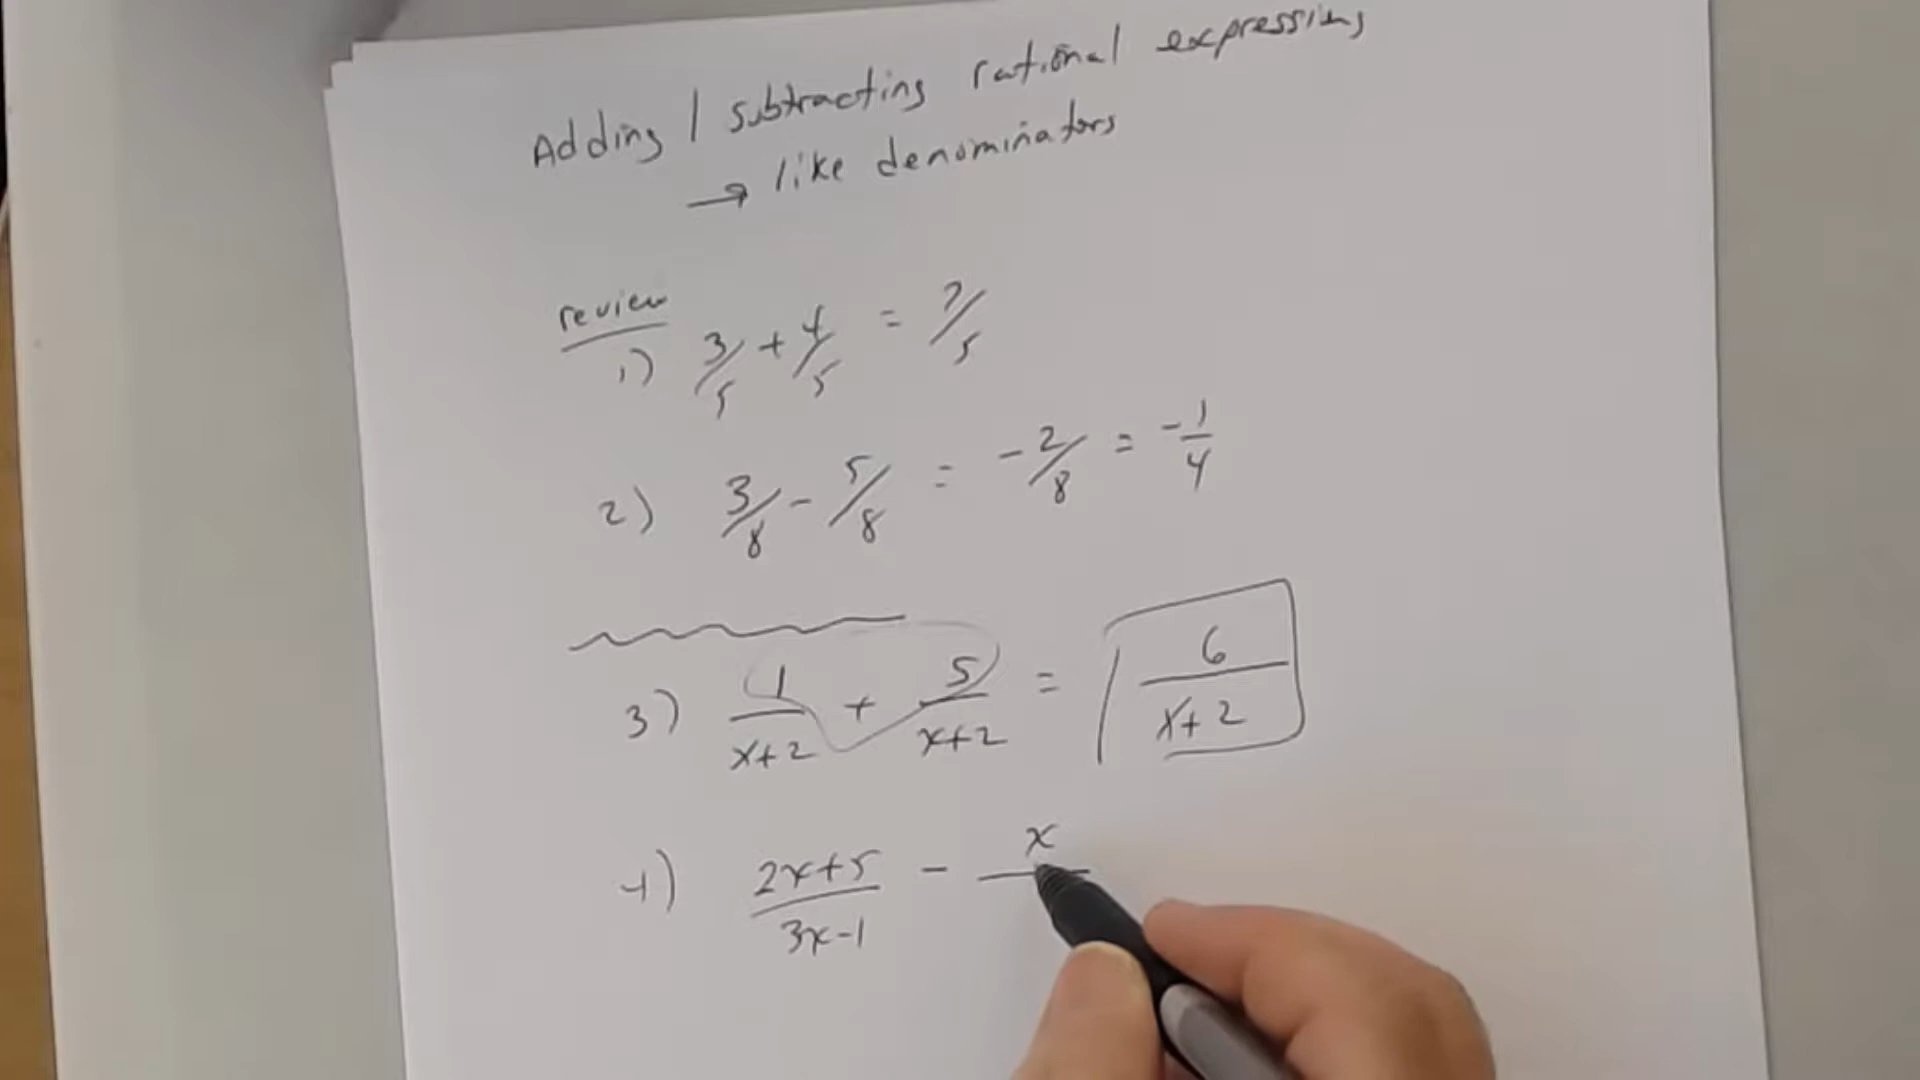 Adding / subtracting rational expressions
→ like denominators
review
1) 3/5 + 4/5 = 7/5
2) 3/8 - 5/8 = -2/8 = -1/4
3) 1/x+2 + 5/x+2 = 6/x+2
4) 2x+5/3x-1 - x/